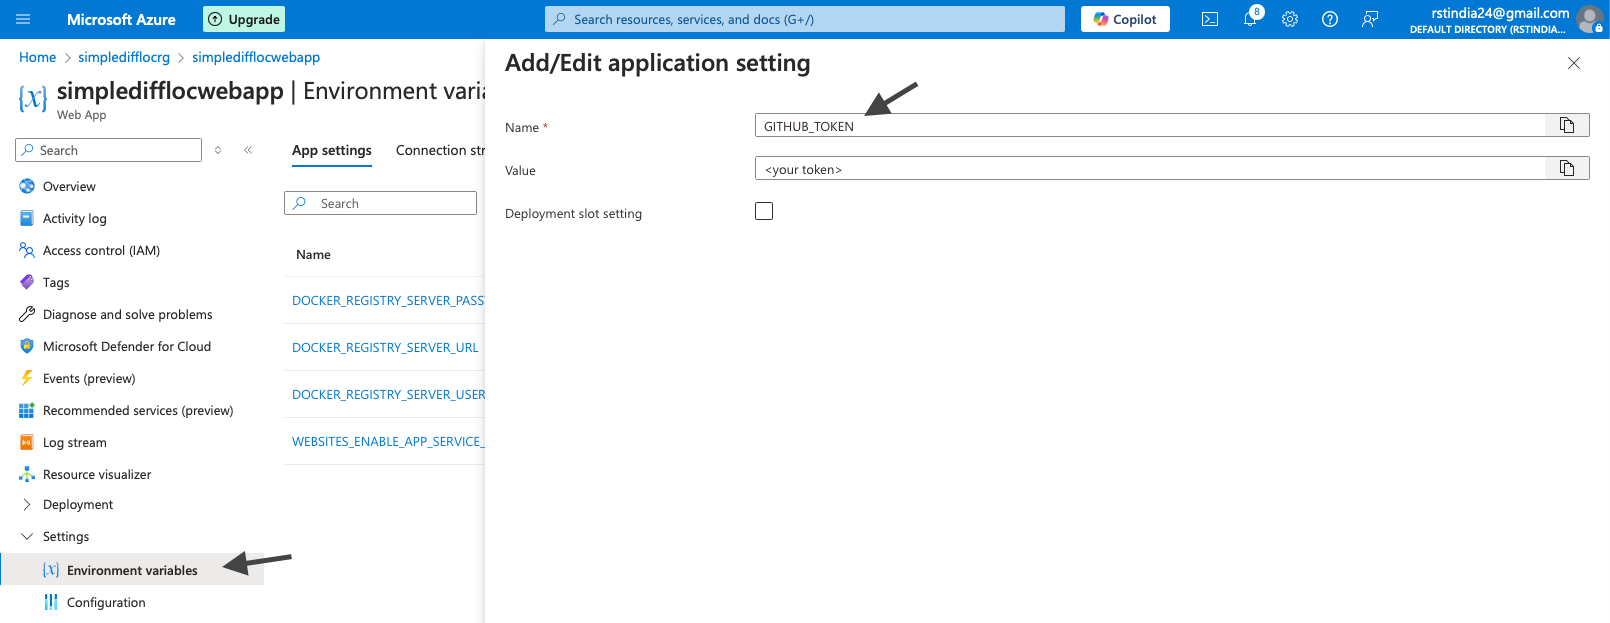 Microsoft Azure
Upgrade
Search resources, services, and docs (G+/)
Copilot
8
rstindia24@gmail.com
DEFAULT DIRECTORY (RSTINDIA...
Home > simpledifflocrg > simpledifflocwebapp
{x} simpledifflocwebapp | Environment varia
Web App
Search
Overview
Activity log
Access control (IAM)
Tags
Diagnose and solve problems
Microsoft Defender for Cloud
Events (preview)
Recommended services (preview)
Log stream
Resource visualizer
Deployment
Settings
{x} Environment variables
Configuration
App settings
Connection str
Search
Name
DOCKER_REGISTRY_SERVER_PASS
DOCKER_REGISTRY_SERVER_URL
DOCKER_REGISTRY_SERVER_USER
WEBSITES_ENABLE_APP_SERVICE_
Add/Edit application setting
Name * GITHUB_TOKEN
Value <your token>
Deployment slot setting